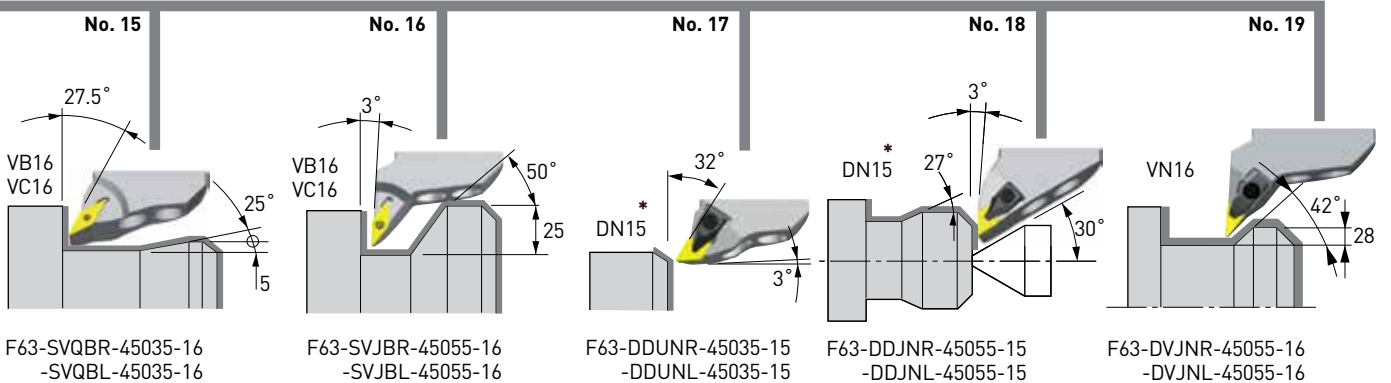 No. 15
No. 16
No. 17
No. 18
No. 19
27.5°
VB16
VC16
25°
5
3°
VB16
VC16
50°
25
32°
*
DN15
3°
3°
*
DN15
27°
30°
VN16
42°
28
F63-SVQBR-45035-16
-SVQBL-45035-16
F63-SVJBR-45055-16
-SVJBL-45055-16
F63-DDUNR-45035-15
-DDUNL-45035-15
F63-DDJNR-45055-15
-DDJNL-45055-15
F63-DVJNR-45055-16
-DVJNL-45055-16